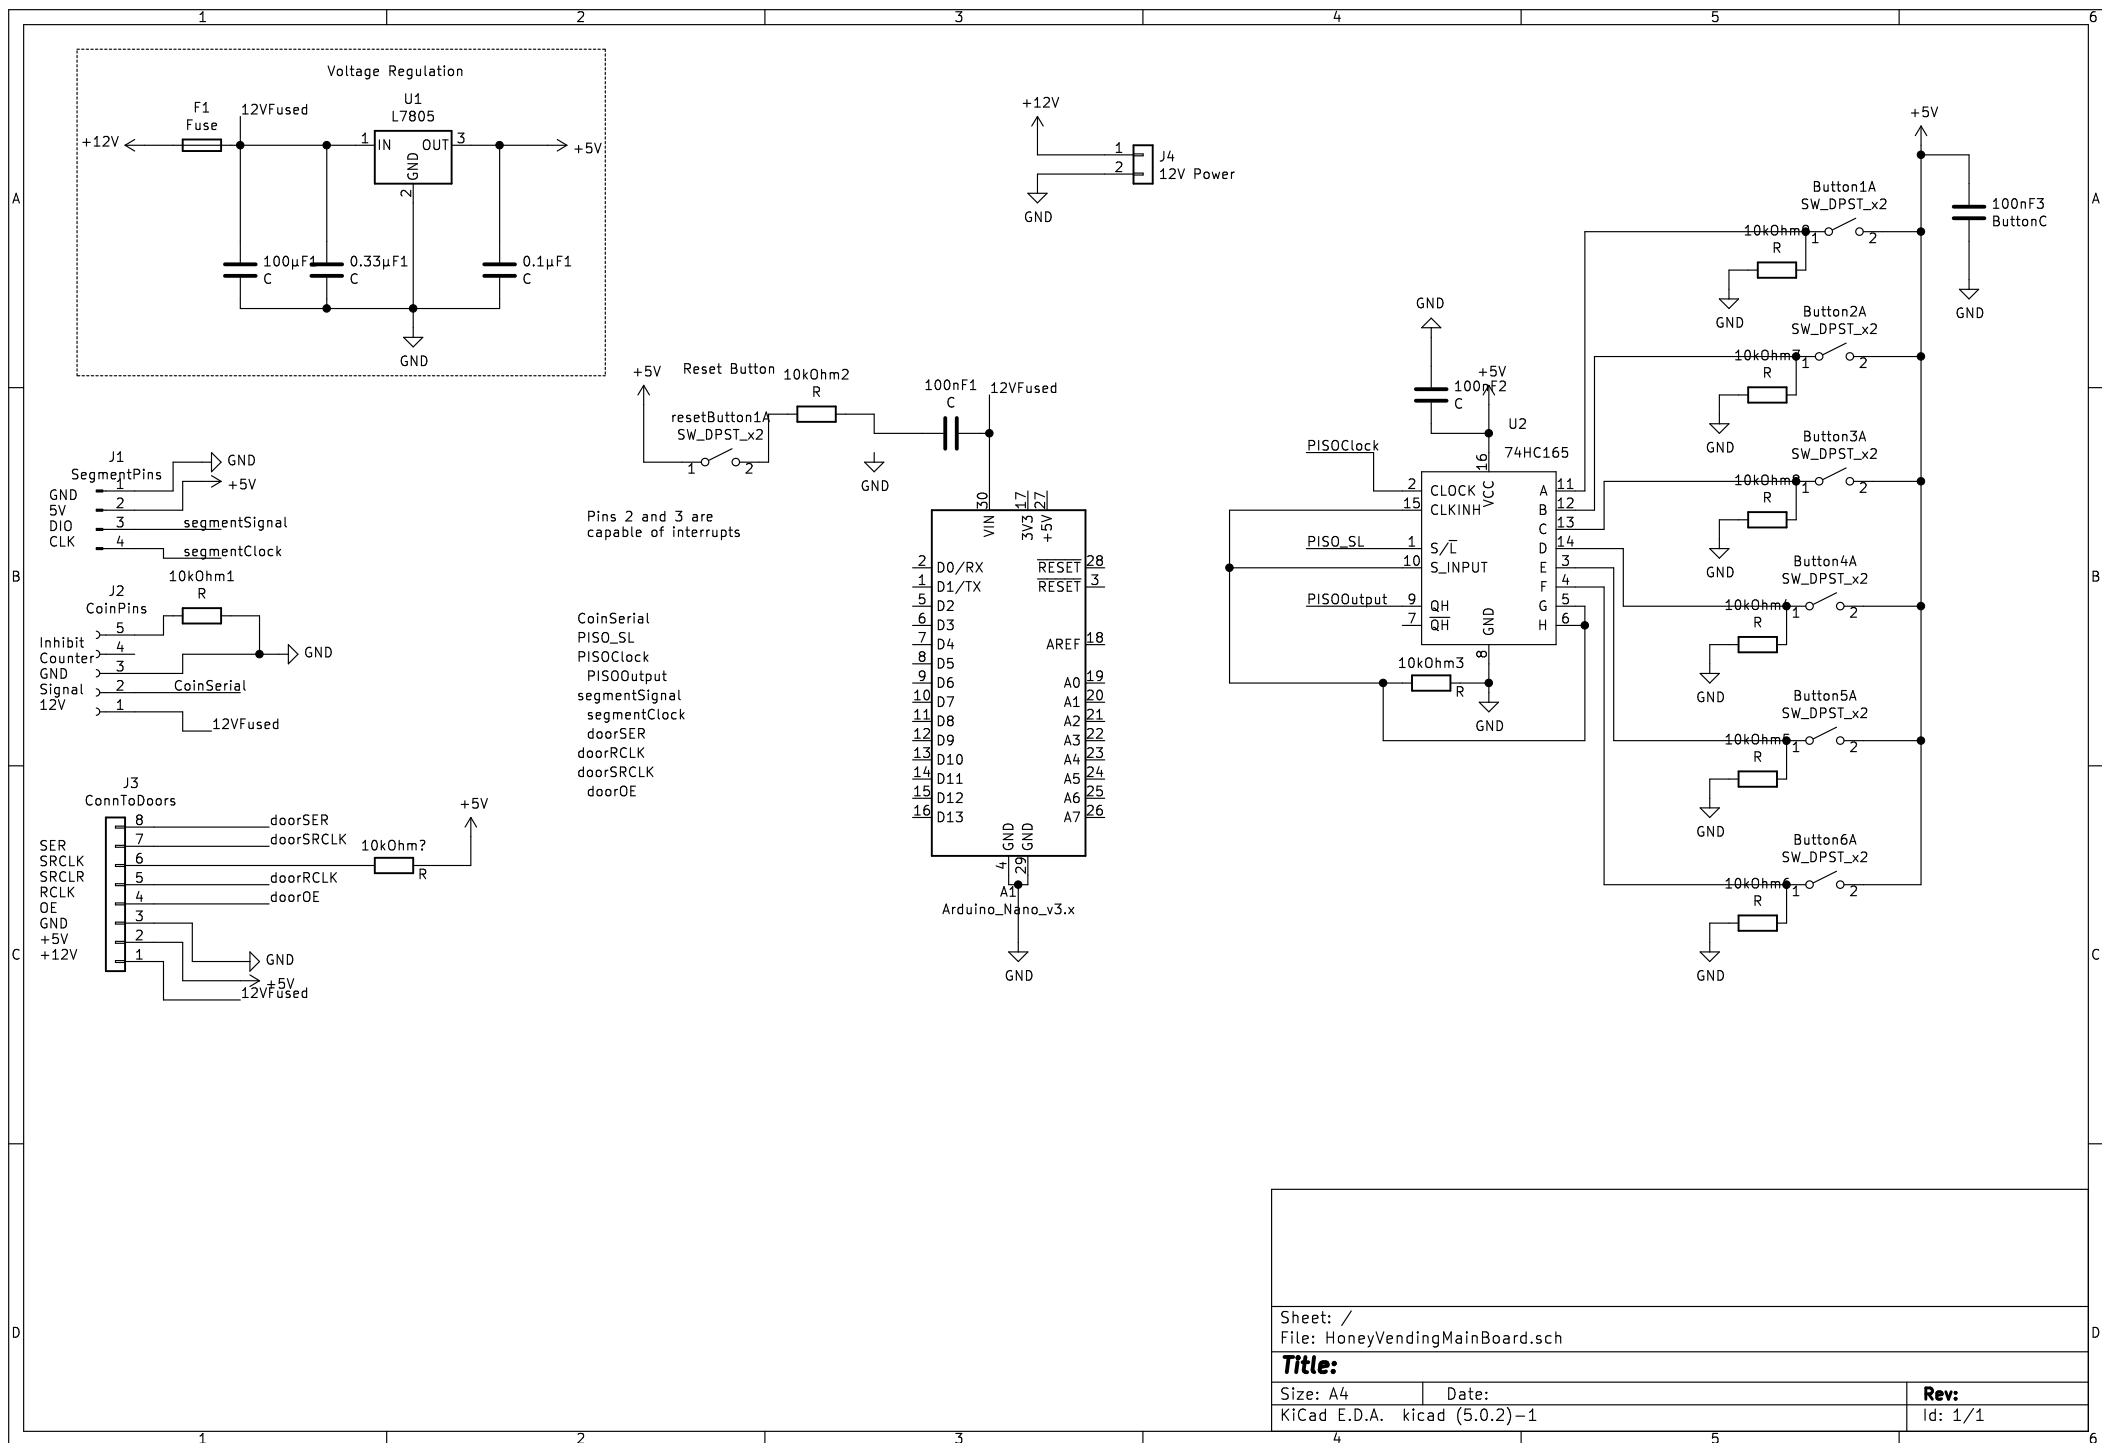 1 2 3 4 5 6
Voltage Regulation
F1
Fuse
12VFused
U1
L7805
+12V
1 IN OUT 3
GND
2
+5V
100µF1
C
0.33µF1
C
0.1µF1
C
GND
+12V
1
2
J4
12V Power
GND
+5V
100nF3
ButtonC
GND
Button1A
SW_DPST_x2
1 2
R
GND
Button2A
SW_DPST_x2
10kOhm7
1 2
R
GND
Button3A
SW_DPST_x2
1 2
R
GND
Button4A
SW_DPST_x2
10kOhm4
1 2
R
GND
Button5A
SW_DPST_x2
10kOhm5
1 2
R
GND
Button6A
SW_DPST_x2
10kOhm6
1 2
R
GND
A A
B B
C C
D D
+5V
Reset Button
resetButton1A
SW_DPST_x2
1 2
10kOhm2
R
GND
100nF1
C
12VFused
Pins 2 and 3 are
capable of interrupts
J1
SegmentPins
GND
5V
DIO
CLK
1
2
3
4
GND
+5V
segmentSignal
segmentClock
J2
CoinPins
10kOhm1
R
Inhibit
Counter
GND
Signal
12V
5
4
3
2
1
GND
CoinSerial
12VFused
J3
ConnToDoors
SER
SRCLK
SRCLR
RCLK
OE
GND
+5V
+12V
8
7
6
5
4
3
2
1
doorSER
doorSRCLK
10kOhm?
R
+5V
doorRCLK
doorOE
GND
+5V
12VFused
CoinSerial
PISO_SL
PISOClock
PISOOutput
segmentSignal
segmentClock
doorSER
doorRCLK
doorSRCLK
doorOE
30 17 27
VIN 3V3 +5V
2 D0/RX
1 D1/TX
5 D2
6 D3
7 D4
8 D5
9 D6
10 D7
11 D8
12 D9
13 D10
14 D11
15 D12
16 D13
RESET 28
RESET 3
AREF 18
A0 19
A1 20
A2 21
A3 22
A4 23
A5 24
A6 25
A7 26
GND GND
4 29
A1
Arduino_Nano_v3.x
GND
GND
100nF2
C
+5V
U2
74HC165
16
VCC
PISOClock
2 CLOCK
15 CLKINH
PISO_SL
1 S/L
10 S_INPUT
PISOOutput
9 QH
7 QH
A 11
B 12
C 13
D 14
E 3
F 4
G 5
H 6
GND
8
10kOhm3
R
GND
Sheet: /
File: HoneyVendingMainBoard.sch
Title:
Size: A4 Date: Rev:
KiCad E.D.A. kicad (5.0.2)-1 Id: 1/1
1 2 3 4 5 6